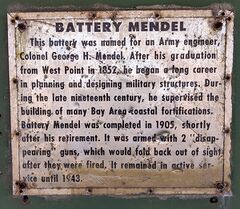 BATTERY MENDEL
This battery was named for an Army engineer,
Colonel George H. Mendel. After his graduation
from West Point in 1852, he began a long career
in planning and designing military structures. Dur-
ing the late nineteenth century, he supervised the
building of many Bay Area coastal fortifications.
Battery Mendel was completed in 1905, shortly
after his retirement. It was armed with 2 "disap-
pearing" guns, which would fold back out of sight
after they were fired. It remained in active ser-
vice until 1943.